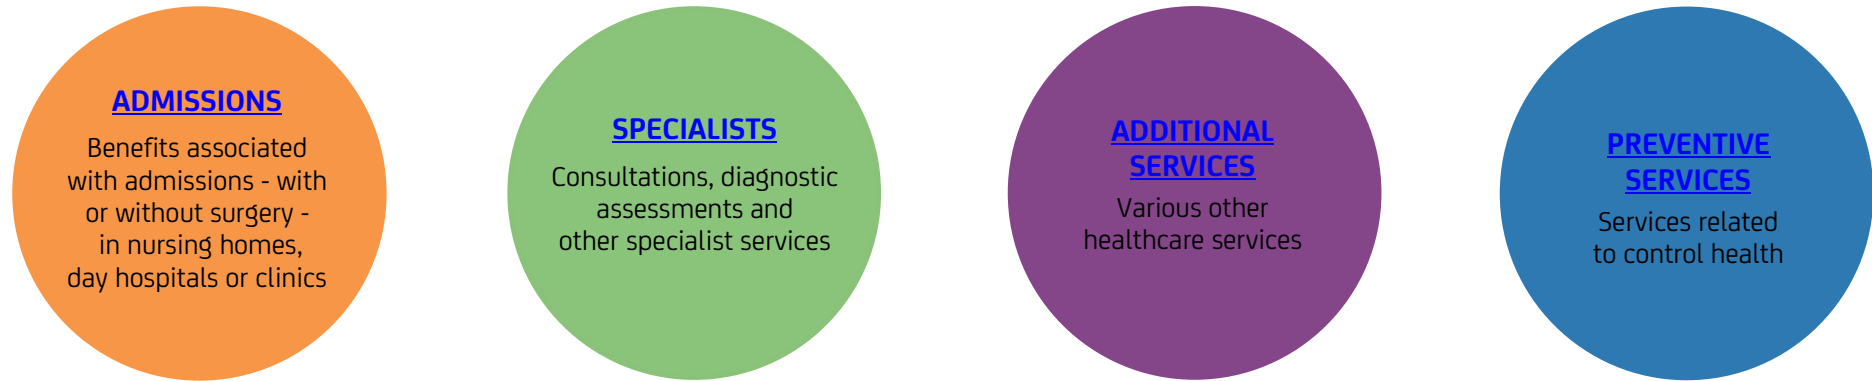 ADMISSIONS
Benefits associated
with admissions - with
or without surgery -
in nursing homes,
day hospitals or clinics
SPECIALISTS
Consultations, diagnostic
assessments and
other specialist services
ADDITIONAL
SERVICES
Various other
healthcare services
PREVENTIVE
SERVICES
Services related
to control health